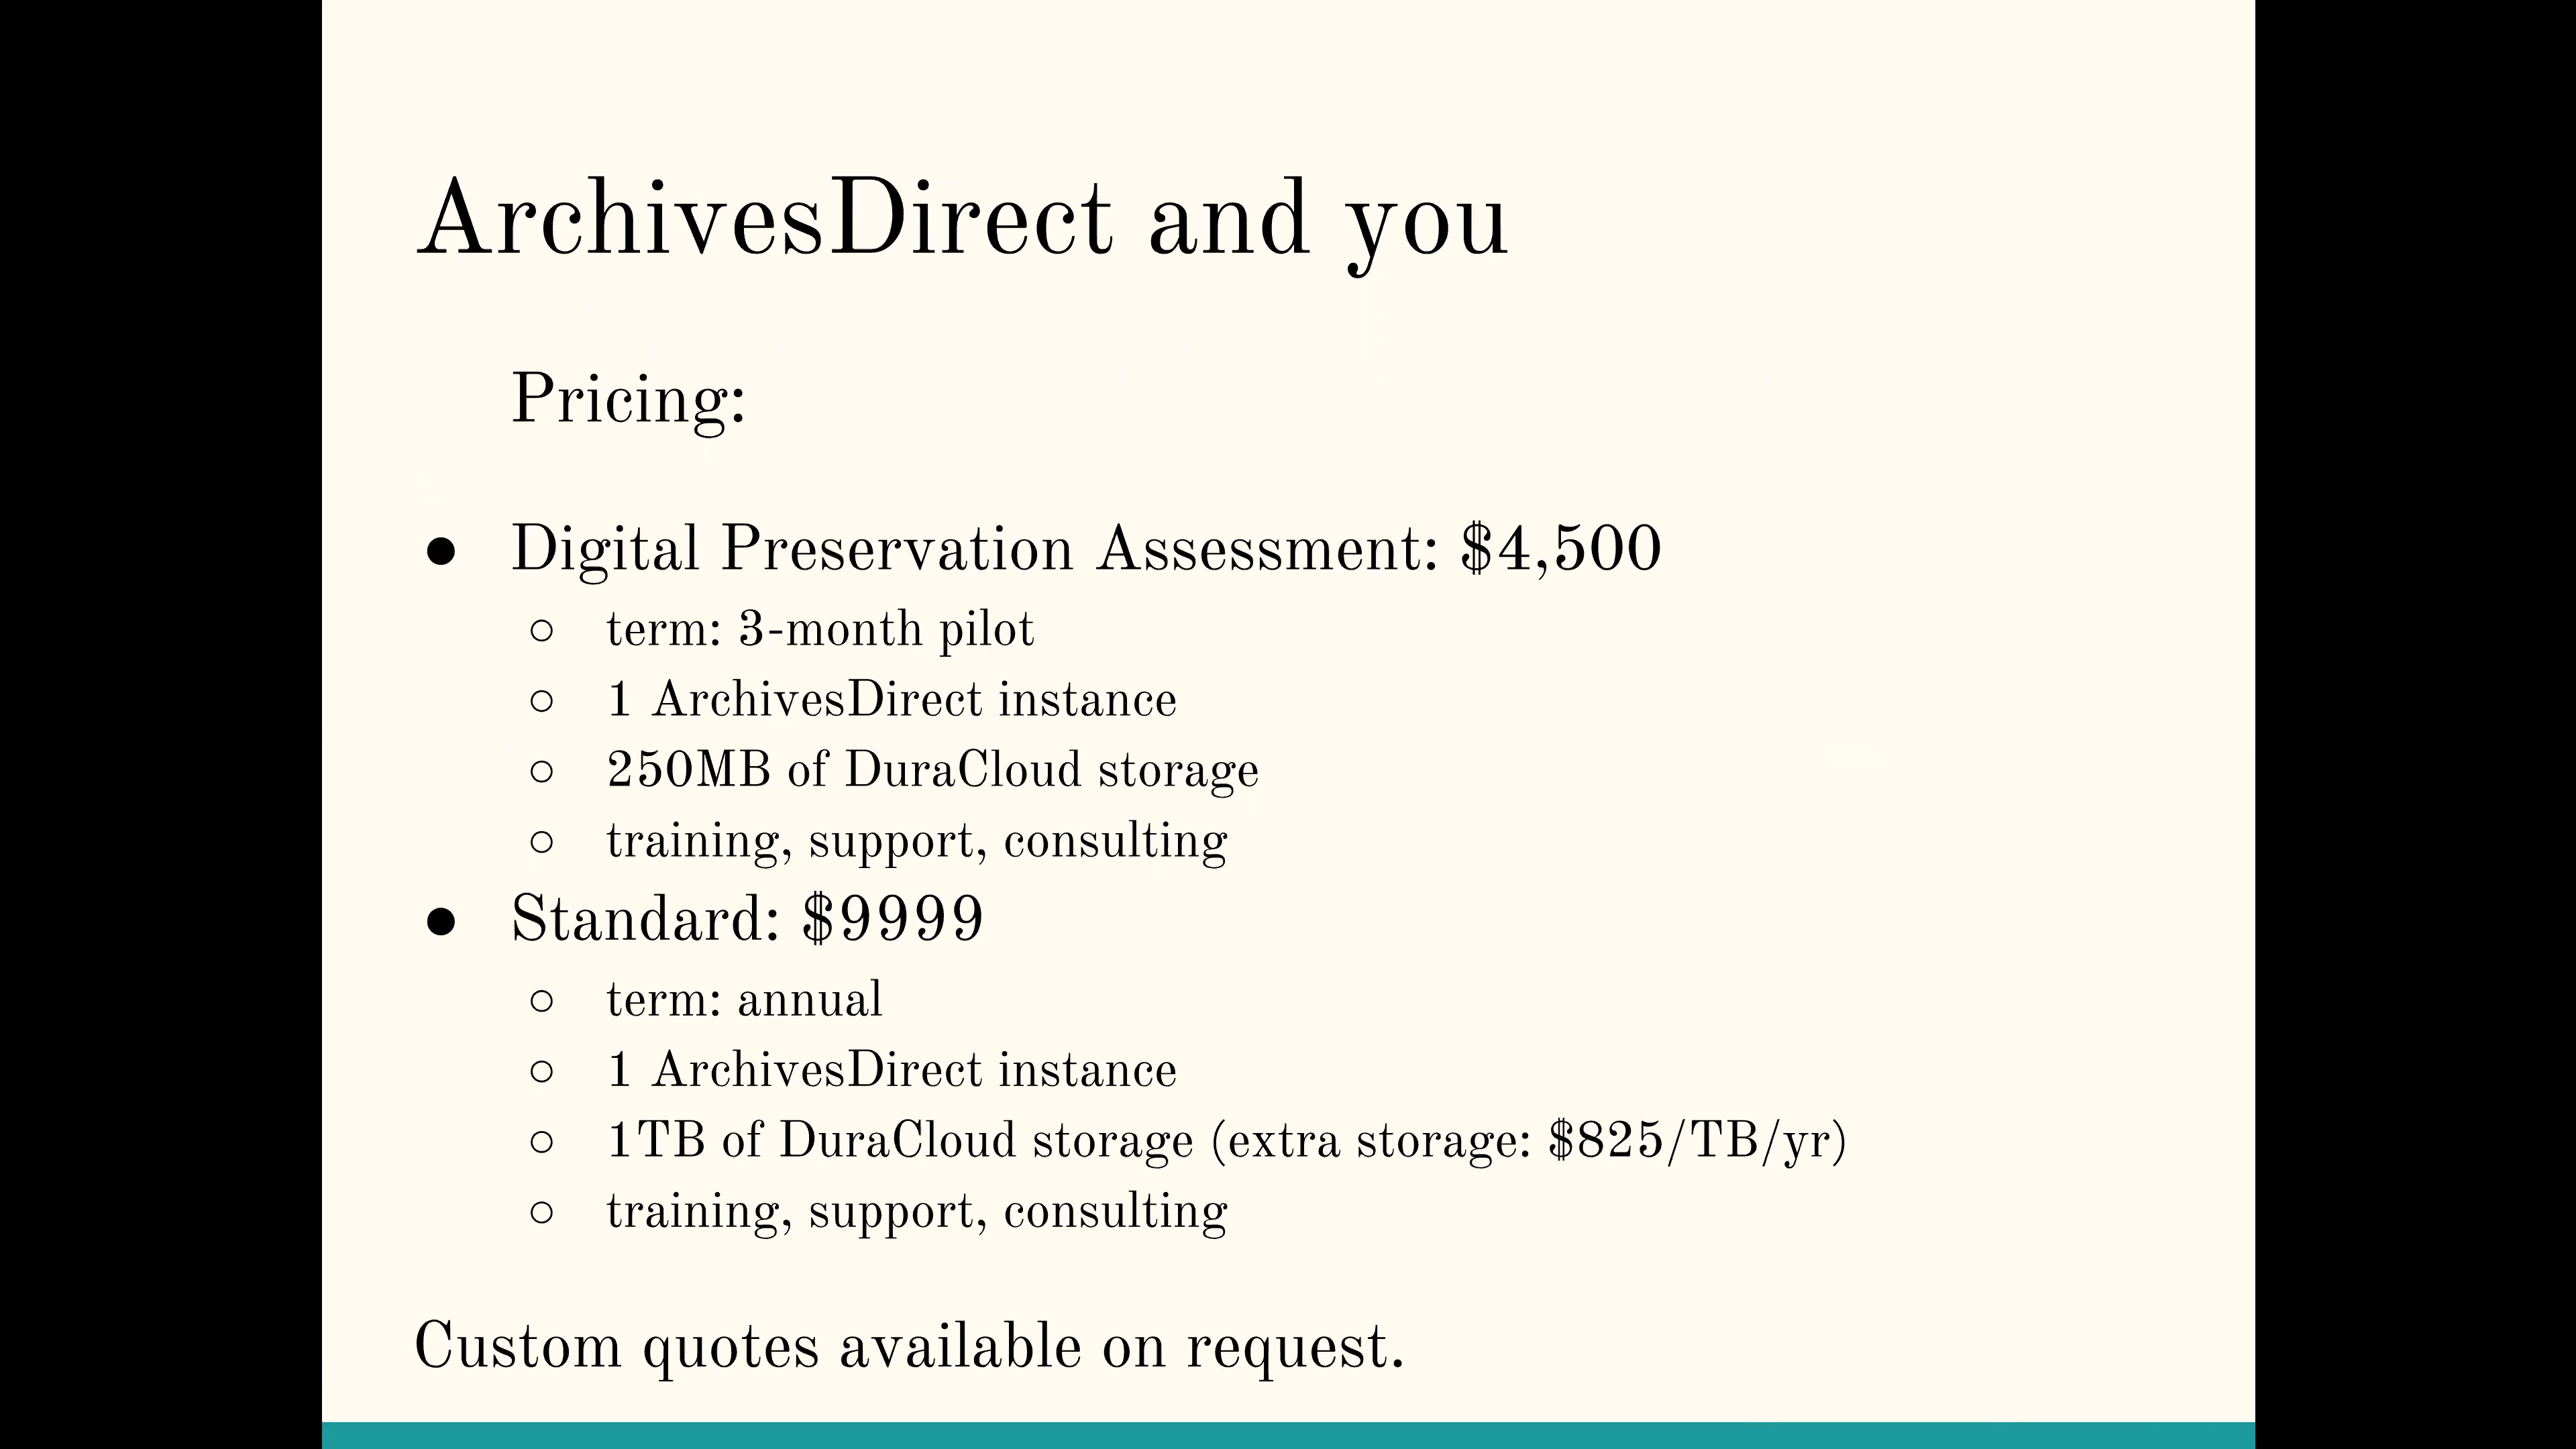 ArchivesDirect and you
Pricing:
● Digital Preservation Assessment: $4,500
○ term: 3-month pilot
○ 1 ArchivesDirect instance
○ 250MB of DuraCloud storage
○ training, support, consulting
● Standard: $9999
○ term: annual
○ 1 ArchivesDirect instance
○ 1TB of DuraCloud storage (extra storage: $825/TB/yr)
○ training, support, consulting
Custom quotes available on request.